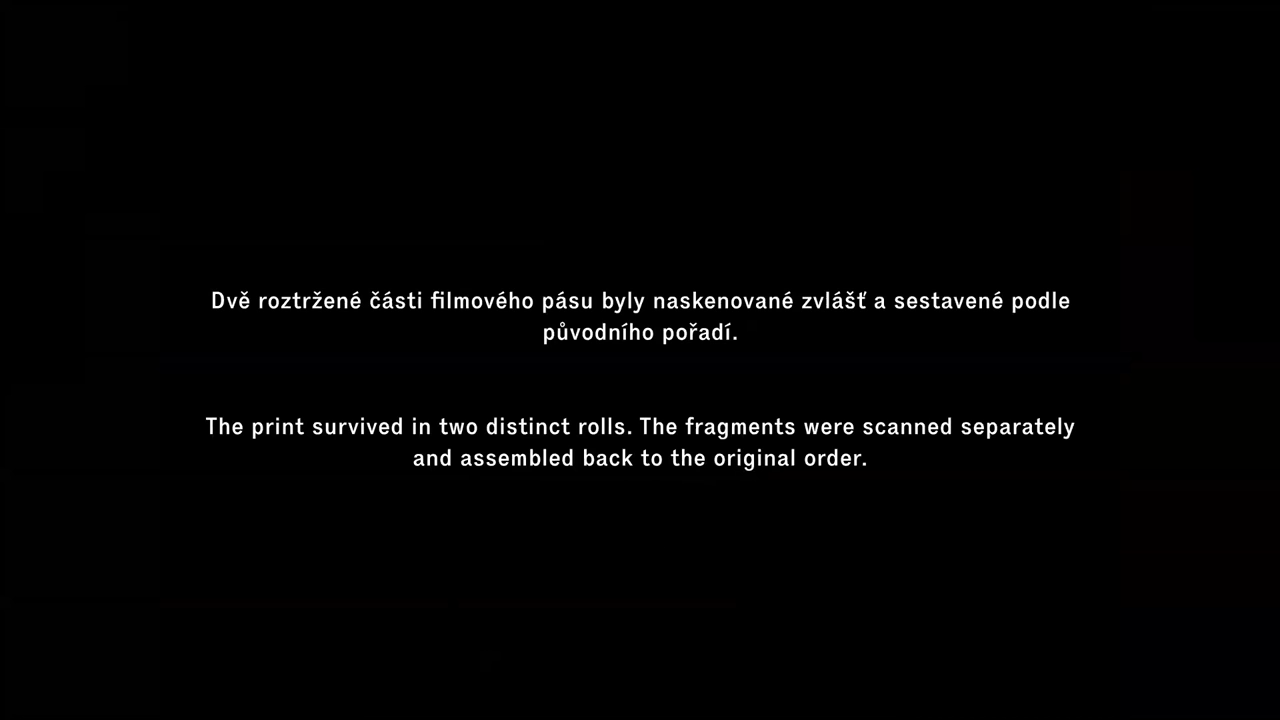 Dvě roztržené části filmového pásu byly naskenované zvlášť a sestavené podle
původního pořadí.
The print survived in two distinct rolls. The fragments were scanned separately
and assembled back to the original order.